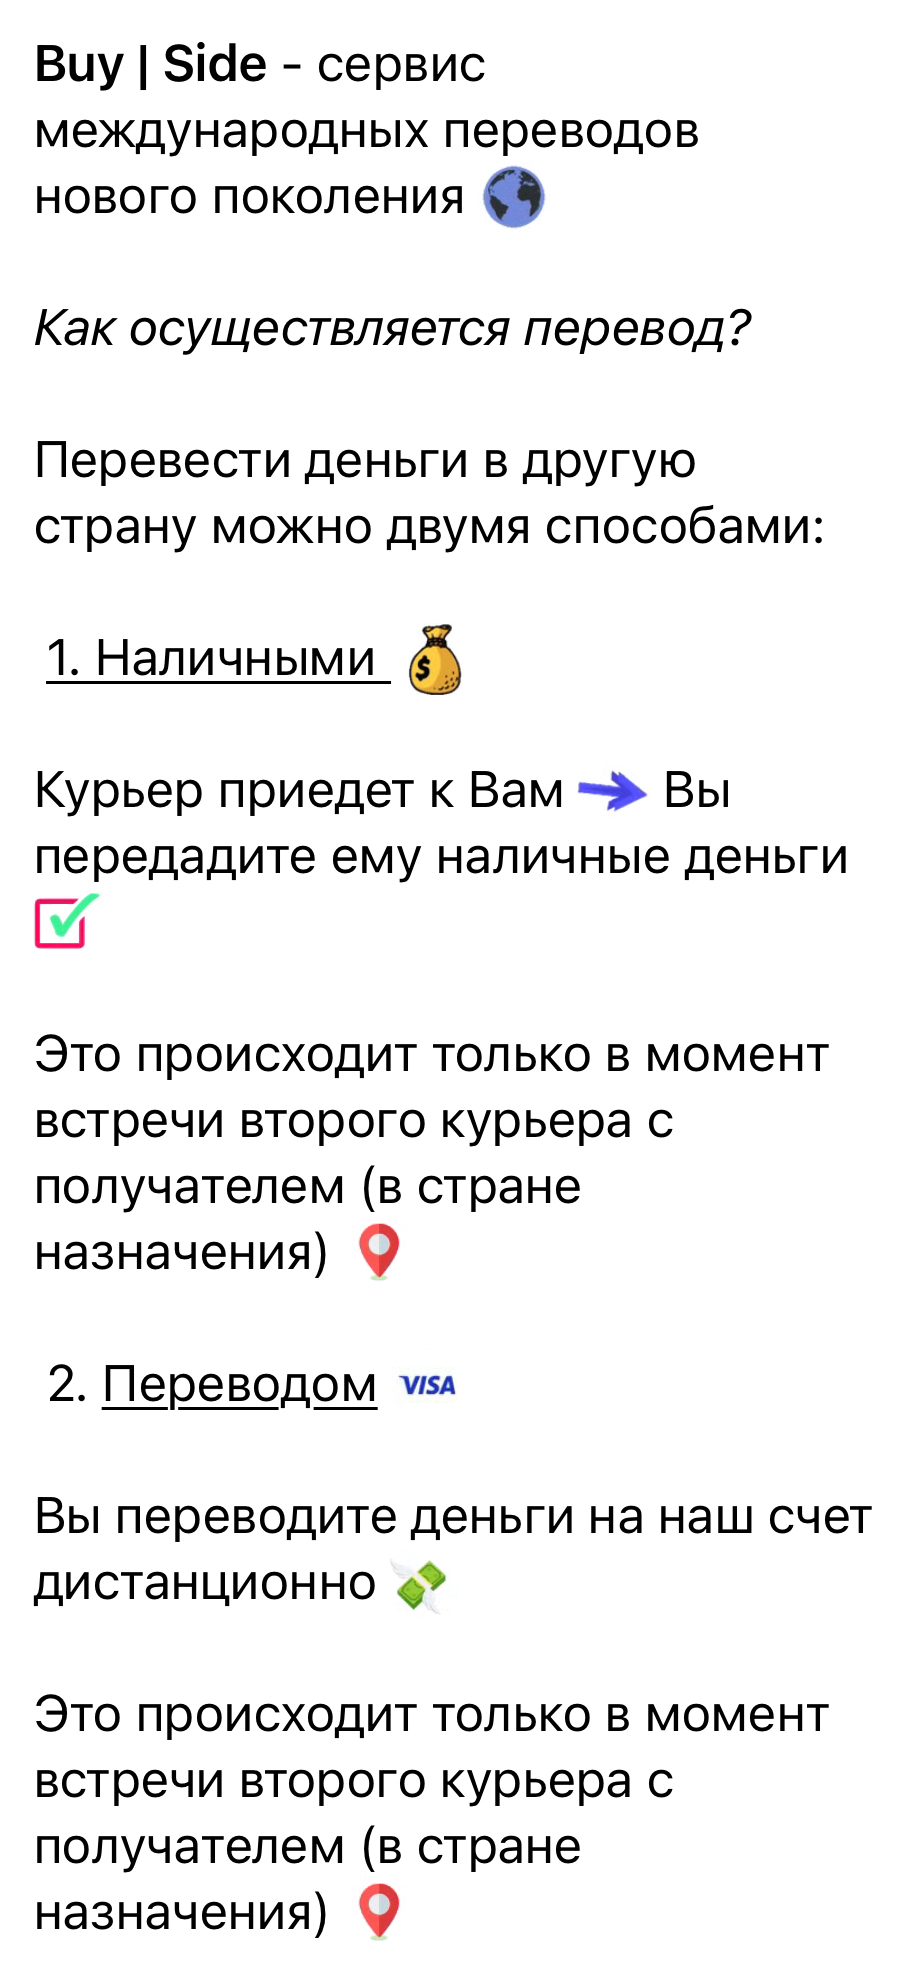 Buy | Side - сервис
международных переводов
нового поколения
Как осуществляется перевод?
Перевести деньги в другую
страну можно двумя способами:
1. Наличными
$
Курьер приедет к Вам Вы
передадите ему наличные деньги
Это происходит только в момент
встречи второго курьера с
получателем (в стране
назначения)
2. Переводом VISA
Вы переводите деньги на наш счет
дистанционно
Это происходит только в момент
встречи второго курьера с
получателем (в стране
назначения)